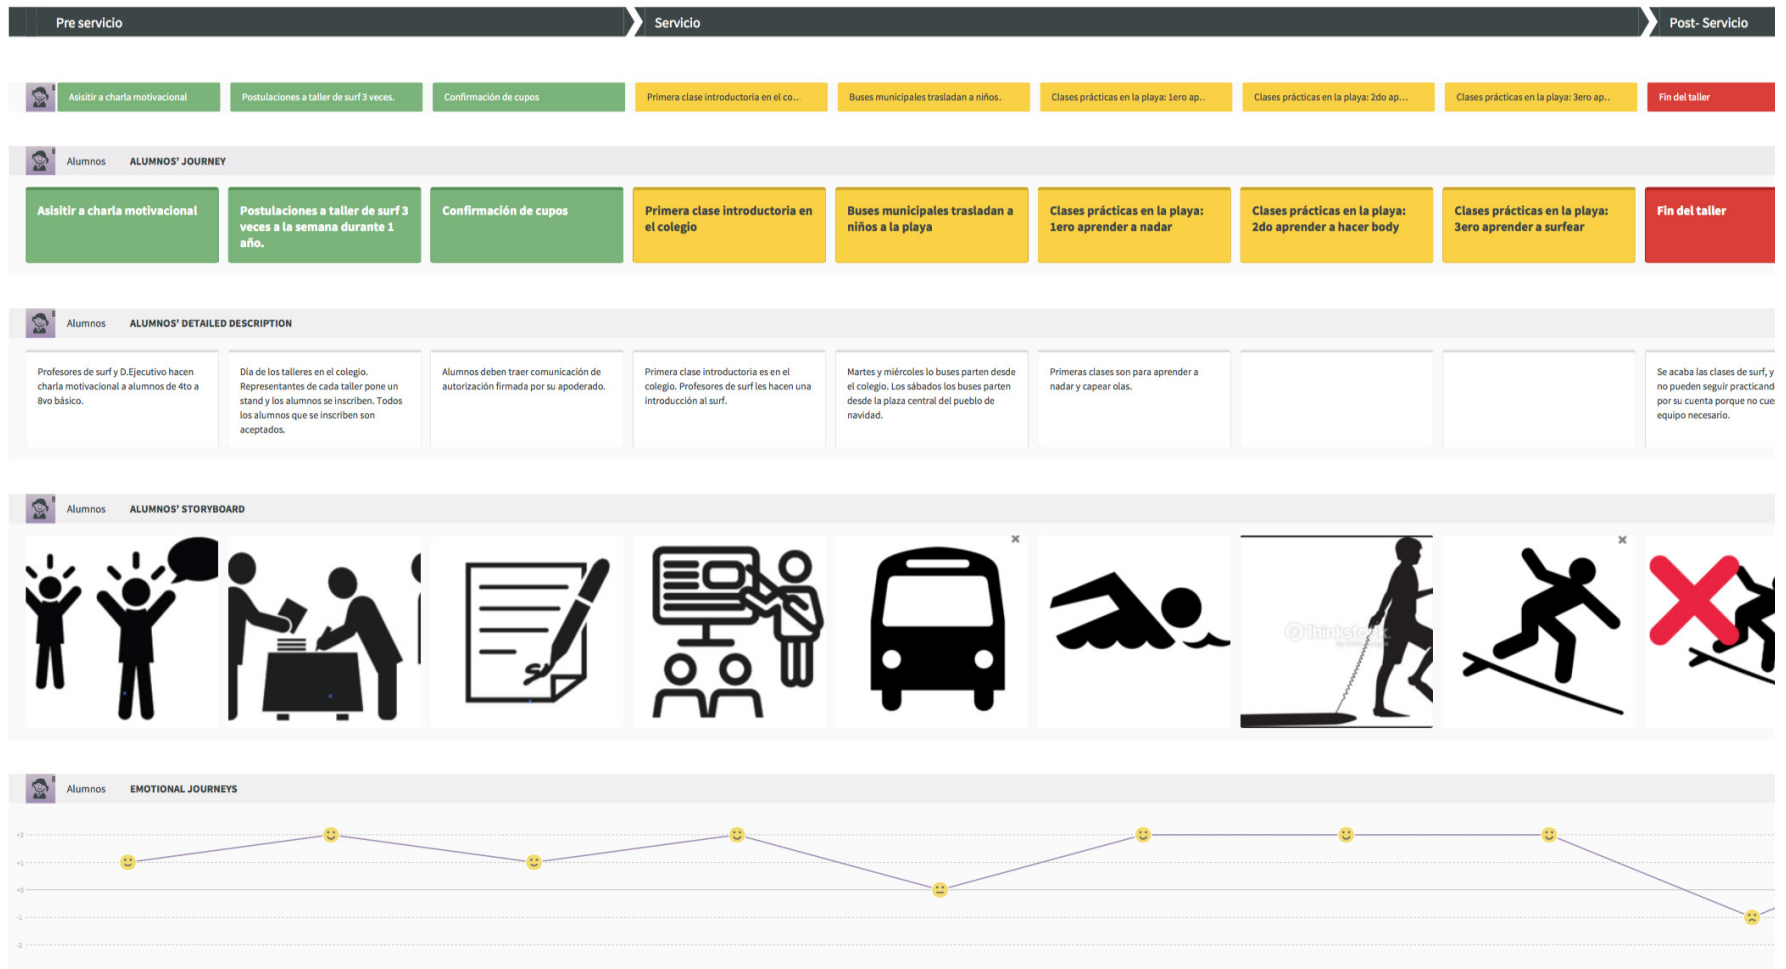 Pre servicio
Servicio
Post- Servicio
Asisitir a charla motivacional
Postulaciones a taller de surf 3 veces.
Confirmación de cupos
Primera clase introductoria en el co...
Buses municipales trasladan a niños.
Clases prácticas en la playa: 1ero ap..
Clases prácticas en la playa: 2do ap...
Clases prácticas en la playa: 3ero ap..
Fin del taller
Alumnos
ALUMNOS' JOURNEY
Asisitir a charla motivacional
Postulaciones a taller de surf 3
veces a la semana durante 1
año.
Confirmación de cupos
Primera clase introductoria en
el colegio
Buses municipales trasladan a
niños a la playa
Clases prácticas en la playa:
1ero aprender a nadar
Clases prácticas en la playa:
2do aprender a hacer body
Clases prácticas en la playa:
3ero aprender a surfear
Fin del taller
Alumnos
ALUMNOS' DETAILED DESCRIPTION
Profesores de surf y D.Ejecutivo hacen
charla motivacional a alumnos de 4to a
8vo básico.
Día de los talleres en el colegio.
Representantes de cada taller pone un
stand y los alumnos se inscriben. Todos
los alumnos que se inscriben son
aceptados.
Alumnos deben traer comunicación de
autorización firmada por su apoderado.
Primera clase introductoria es en el
colegio. Profesores de surf les hacen una
introducción al surf.
Martes y miércoles lo buses parten desde
el colegio. Los sábados los buses parten
desde la plaza central del pueblo de
navidad.
Primeras clases son para aprender a
nadar y capear olas.
Se acaba las clases de surf, y
no pueden seguir practicand
por su cuenta porque no cue
equipo necesario.
Alumnos
ALUMNOS' STORYBOARD
Thinkstock
Alumnos
EMOTIONAL JOURNEYS
+2
+1
+0
-1
-2